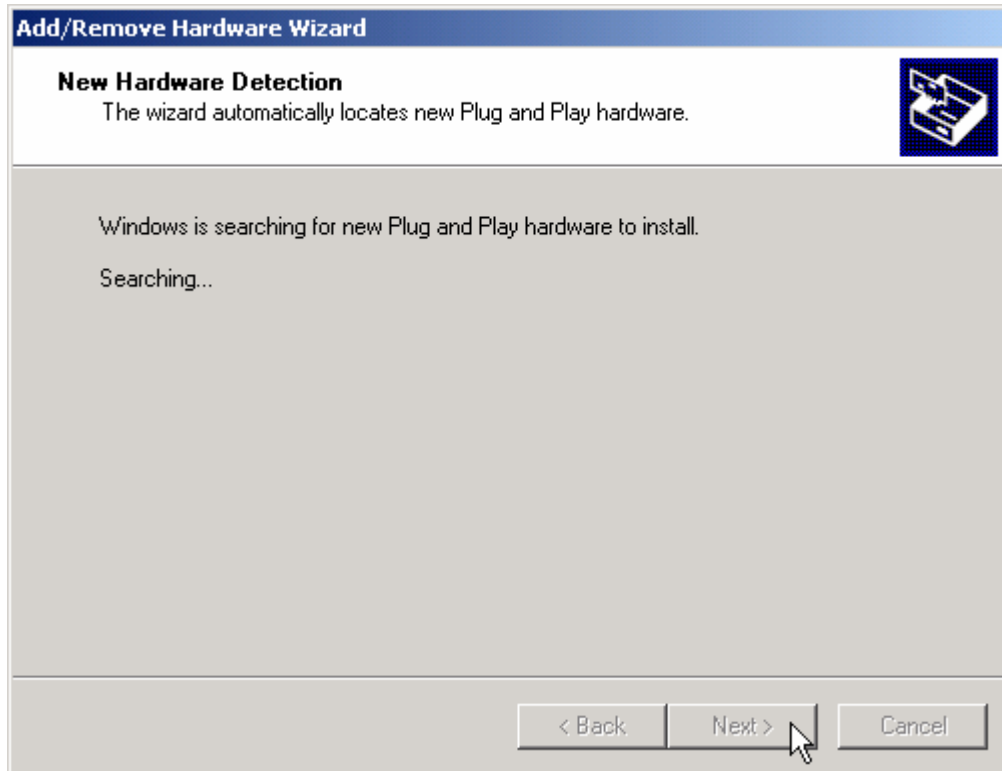 Add/Remove Hardware Wizard
New Hardware Detection
The wizard automatically locates new Plug and Play hardware.
Windows is searching for new Plug and Play hardware to install.
Searching...
< Back Next > Cancel